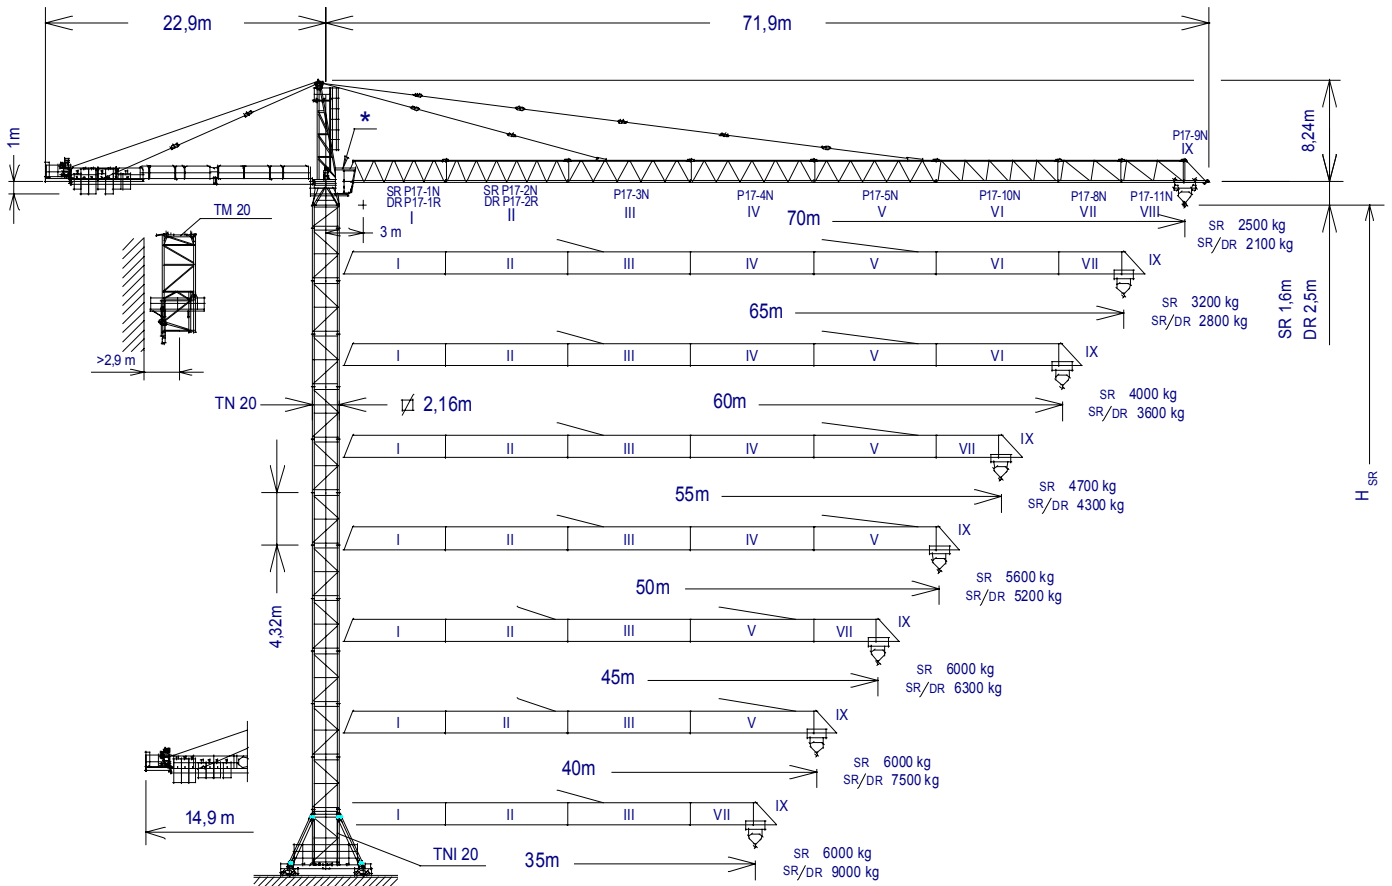 22,9m
71,9m
1m
*
8,24m
P17-9N
IX
SR P17-1N
DR P17-1R
I
SR P17-2N
DR P17-2R
II
P17-3N
III
P17-4N
IV
P17-5N
V
P17-10N
VI
P17-8N
VII
P17-11N
VIII
TM 20
3 m
70m
SR 2500 kg
SR/DR 2100 kg
I II III IV V VI VII IX
>2,9 m
65m
SR 3200 kg
SR/DR 2800 kg
SR 1,6m
DR 2,5m
I II III IV V VI IX
TN 20
2,16m
60m
SR 4000 kg
SR/DR 3600 kg
I II III IV V VII IX
55m
SR 4700 kg
SR/DR 4300 kg
H SR
I II III IV V IX
4,32m
50m
SR 5600 kg
SR/DR 5200 kg
I II III V VII IX
45m
SR 6000 kg
SR/DR 6300 kg
I II III V IX
40m
SR 6000 kg
SR/DR 7500 kg
14,9 m
I II III VII IX
TNI 20
35m
SR 6000 kg
SR/DR 9000 kg